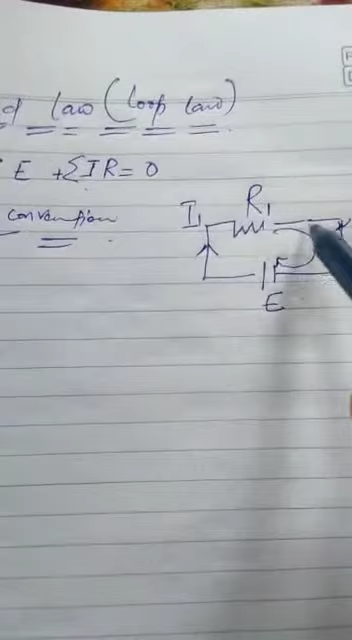 d law (loop law)
E + ΣIR = 0
convention
I₁ R₁
E